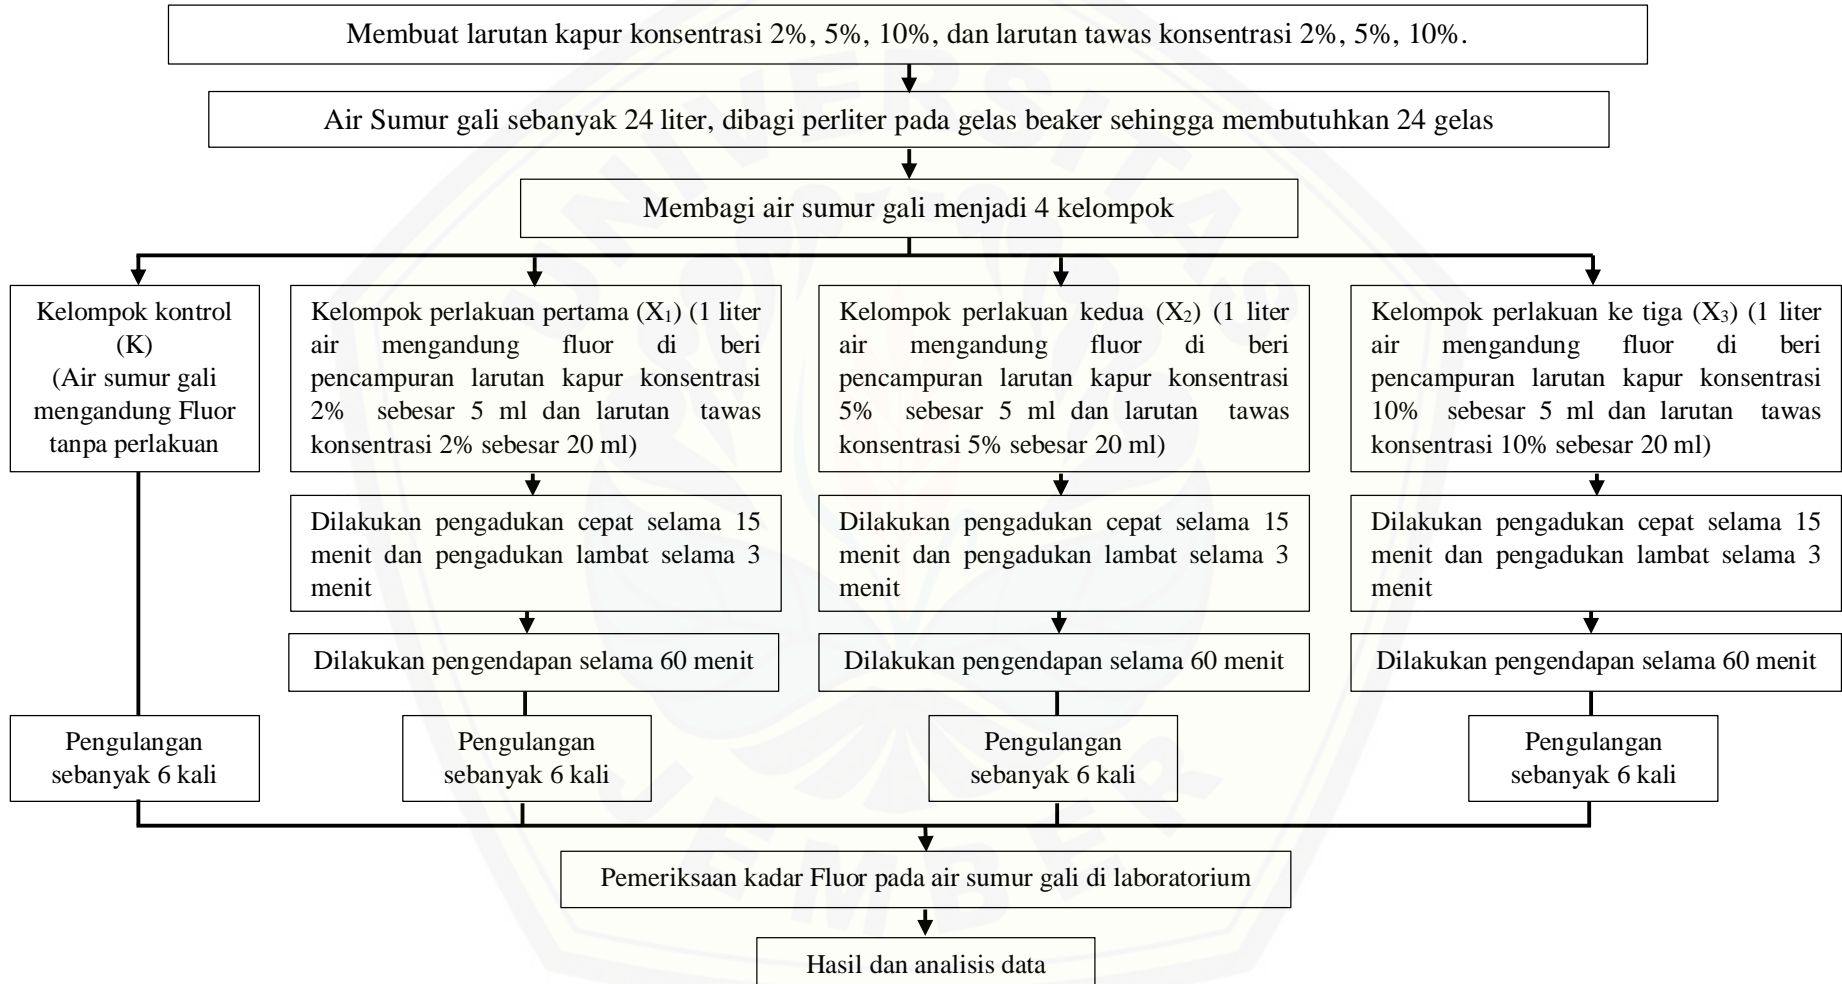 Membuat larutan kapur konsentrasi 2%, 5%, 10%, dan larutan tawas konsentrasi 2%, 5%, 10%.
Air Sumur gali sebanyak 24 liter, dibagi perliter pada gelas beaker sehingga membutuhkan 24 gelas
Membagi air sumur gali menjadi 4 kelompok
Kelompok kontrol
(K)
(Air sumur gali
mengandung Fluor
tanpa perlakuan
Kelompok perlakuan pertama (X₁) (1 liter
air mengandung fluor di beri
pencampuran larutan kapur konsentrasi
2% sebesar 5 ml dan larutan tawas
konsentrasi 2% sebesar 20 ml)
Kelompok perlakuan kedua (X₂) (1 liter
air mengandung fluor di beri
pencampuran larutan kapur konsentrasi
5% sebesar 5 ml dan larutan tawas
konsentrasi 5% sebesar 20 ml)
Kelompok perlakuan ke tiga (X₃) (1 liter
air mengandung fluor di beri
pencampuran larutan kapur konsentrasi
10% sebesar 5 ml dan larutan tawas
konsentrasi 10% sebesar 20 ml)
Dilakukan pengadukan cepat selama 15
menit dan pengadukan lambat selama 3
menit
Dilakukan pengadukan cepat selama 15
menit dan pengadukan lambat selama 3
menit
Dilakukan pengadukan cepat selama 15
menit dan pengadukan lambat selama 3
menit
Dilakukan pengendapan selama 60 menit
Dilakukan pengendapan selama 60 menit
Dilakukan pengendapan selama 60 menit
Pengulangan
sebanyak 6 kali
Pengulangan
sebanyak 6 kali
Pengulangan
sebanyak 6 kali
Pengulangan
sebanyak 6 kali
Pemeriksaan kadar Fluor pada air sumur gali di laboratorium
Hasil dan analisis data
UNIVERSITAS
JEMBER